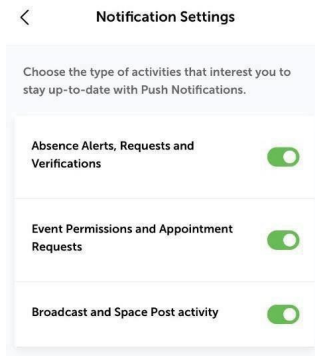 Notification Settings
Choose the type of activities that interest you to
stay up-to-date with Push Notifications.
Absence Alerts, Requests and
Verifications
Event Permissions and Appointment
Requests
Broadcast and Space Post activity